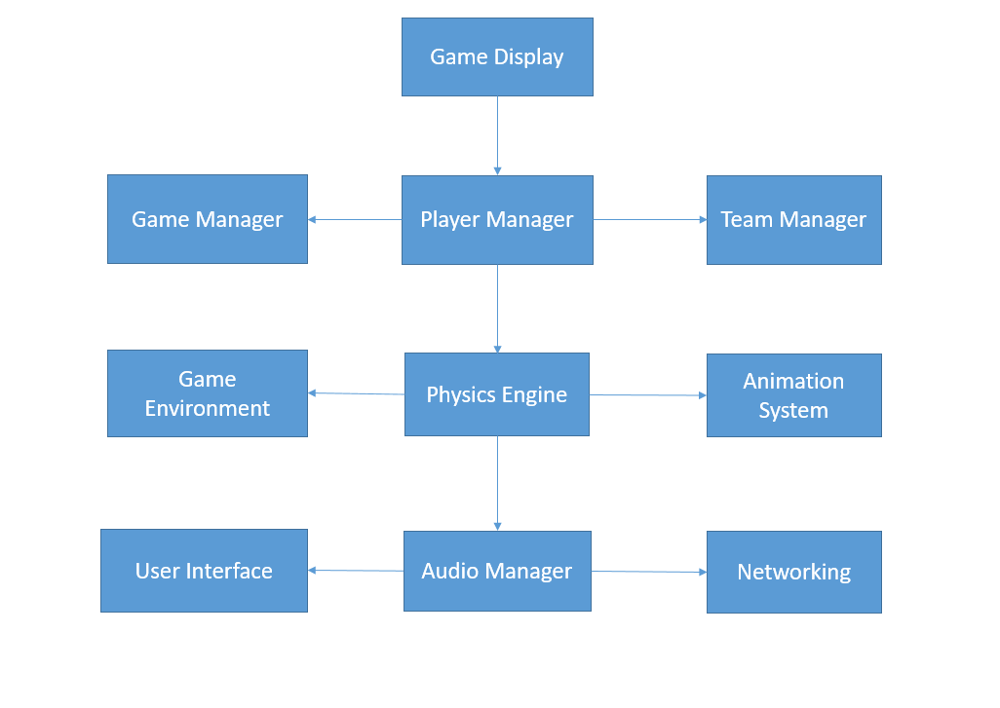 Game Display
Game Manager
Player Manager
Team Manager
Game
Environment
Physics Engine
Animation
System
User Interface
Audio Manager
Networking